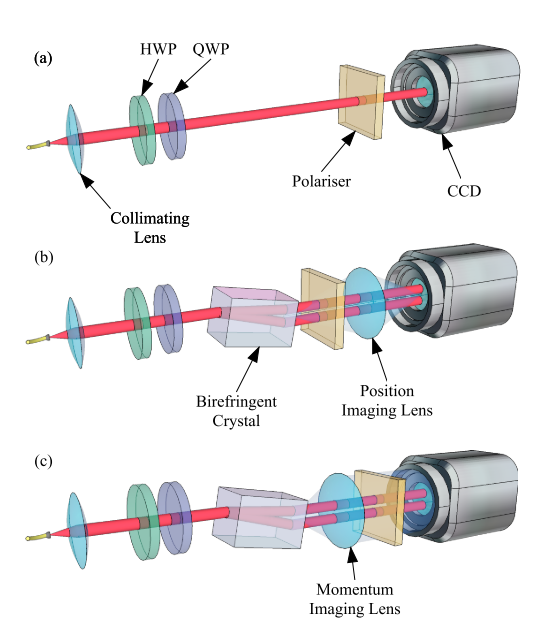 (a)
HWP
QWP
Polariser
CCD
Collimating
Lens
(b)
Birefringent
Crystal
Position
Imaging Lens
(c)
Momentum
Imaging Lens